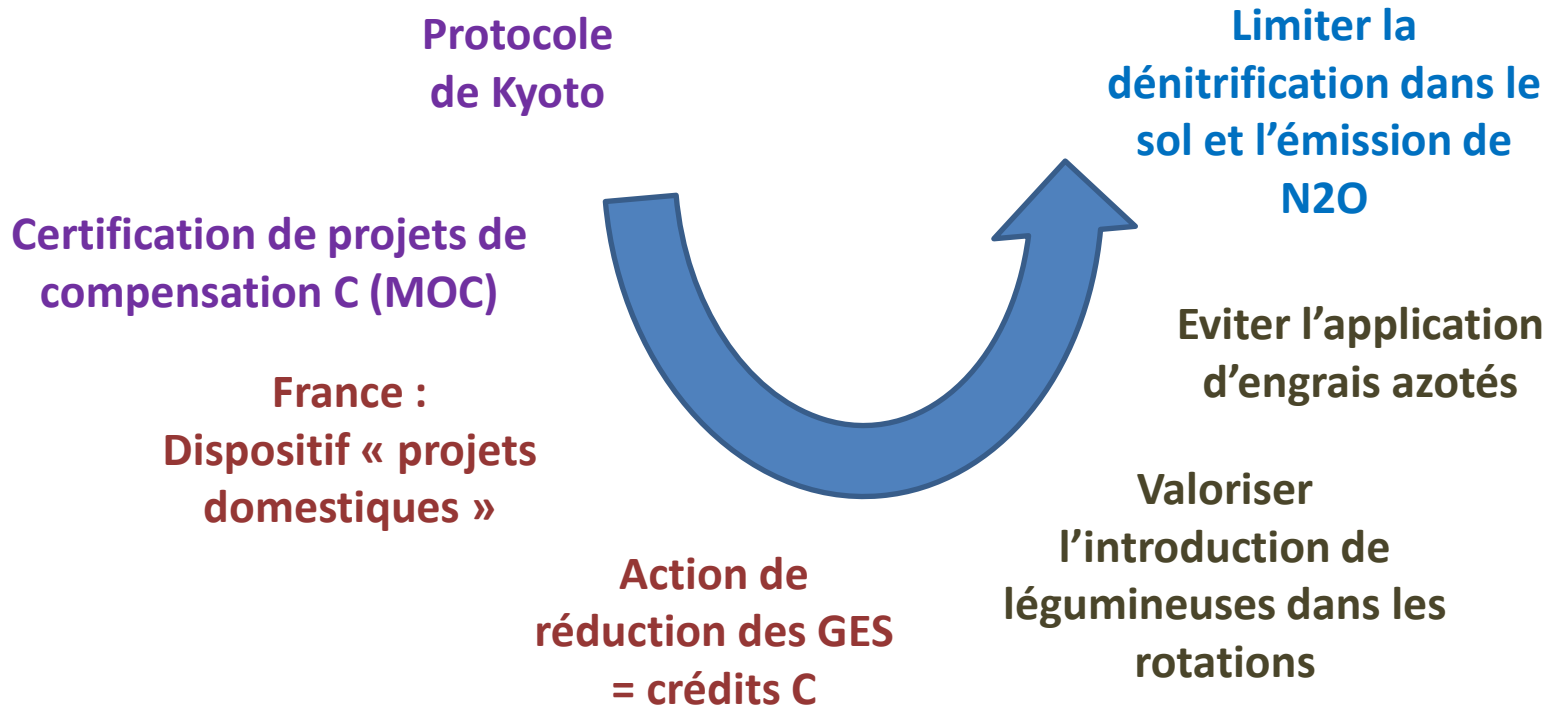 Protocole
de Kyoto
Certification de projets de
compensation C (MOC)
France :
Dispositif « projets
domestiques »
Action de
réduction des GES
= crédits C
Valoriser
l’introduction de
légumineuses dans les
rotations
Eviter l’application
d’engrais azotés
Limiter la
dénitrification dans le
sol et l’émission de
N2O